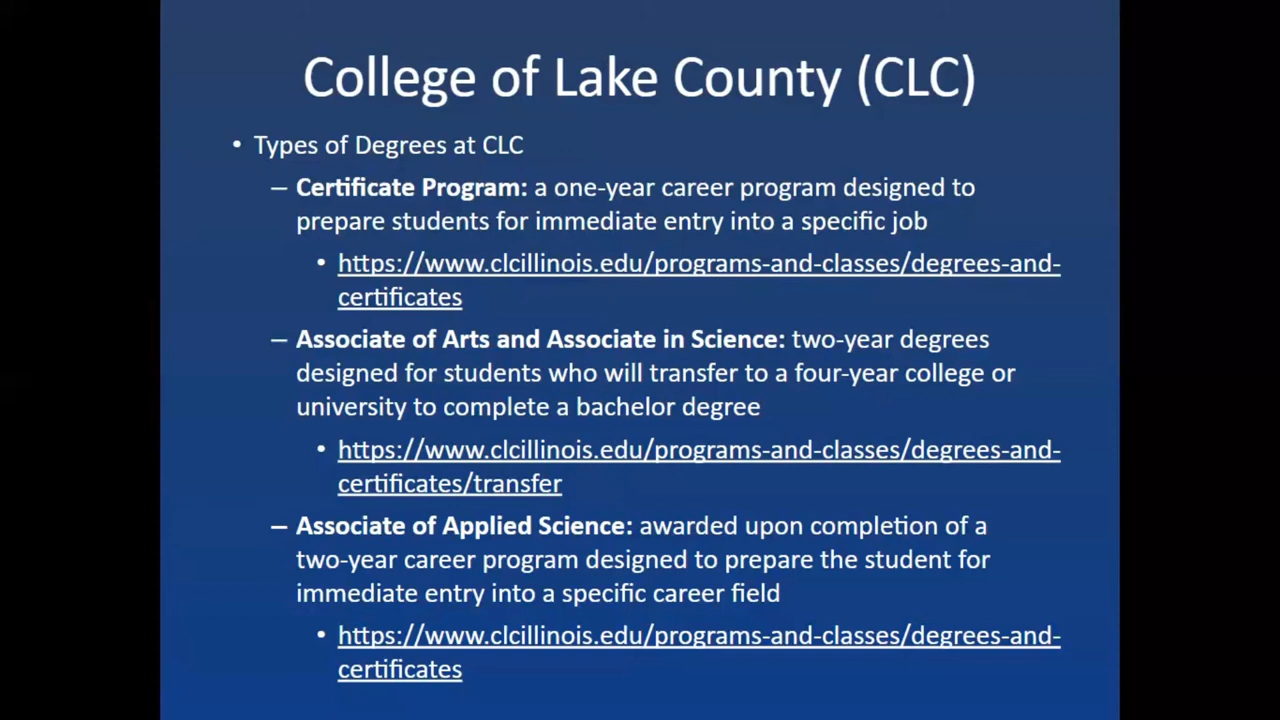 College of Lake County (CLC)
• Types of Degrees at CLC
– Certificate Program: a one-year career program designed to
prepare students for immediate entry into a specific job
• https://www.clcillinois.edu/programs-and-classes/degrees-and-
certificates
– Associate of Arts and Associate in Science: two-year degrees
designed for students who will transfer to a four-year college or
university to complete a bachelor degree
• https://www.clcillinois.edu/programs-and-classes/degrees-and-
certificates/transfer
– Associate of Applied Science: awarded upon completion of a
two-year career program designed to prepare the student for
immediate entry into a specific career field
• https://www.clcillinois.edu/programs-and-classes/degrees-and-
certificates